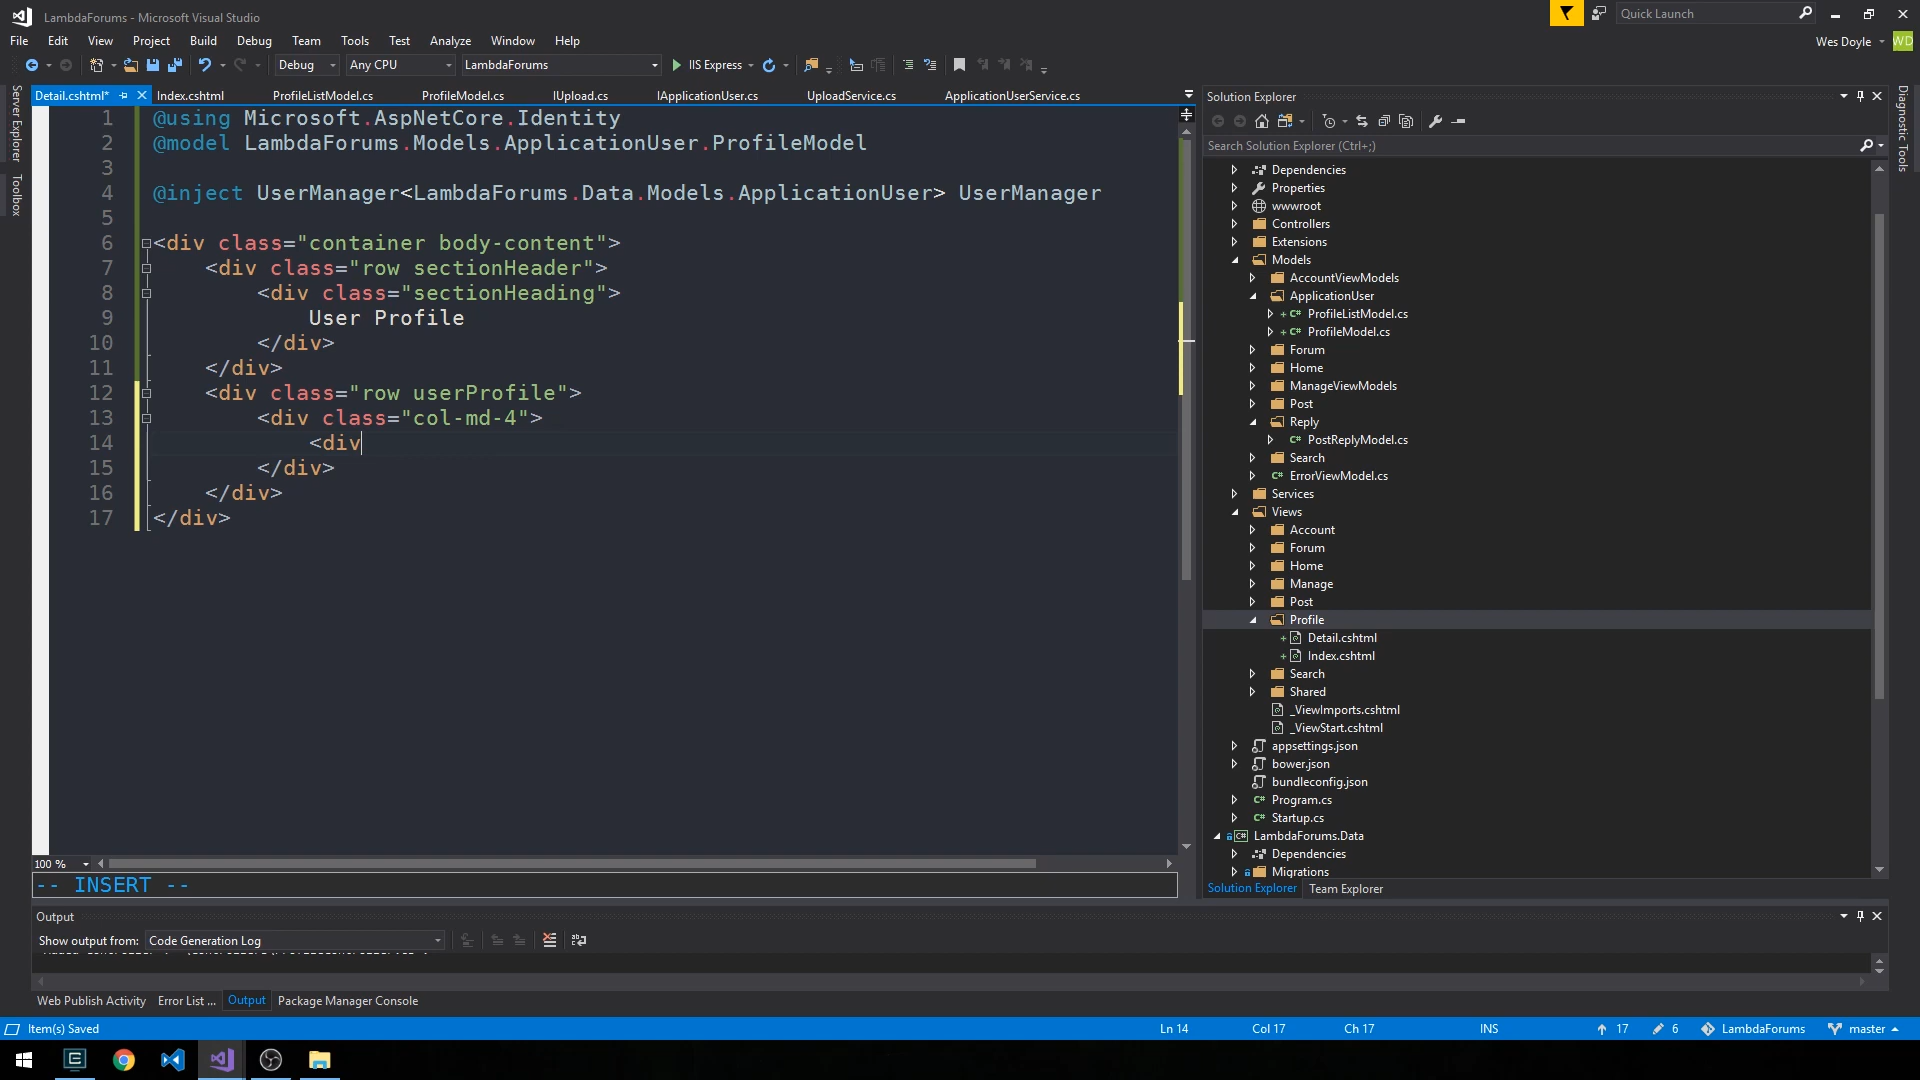 LambdaForums - Microsoft Visual Studio
Quick Launch
File Edit View Project Build Debug Team Tools Test Analyze Window Help
Wes Doyle
WD
Debug
Any CPU
LambdaForums
IIS Express
Detail.cshtml*
Index.cshtml
ProfileListModel.cs
ProfileModel.cs
IUpload.cs
IApplicationUser.cs
UploadService.cs
ApplicationUserService.cs
Server Explorer
Toolbox
1 @using Microsoft.AspNetCore.Identity
2 @model LambdaForums.Models.ApplicationUser.ProfileModel
3
4 @inject UserManager<LambdaForums.Data.Models.ApplicationUser> UserManager
5
6 <div class="container body-content">
7 <div class="row sectionHeader">
8 <div class="sectionHeading">
9 User Profile
10 </div>
11 </div>
12 <div class="row userProfile">
13 <div class="col-md-4">
14 <div
15 </div>
16 </div>
17 </div>
100 %
-- INSERT --
Solution Explorer
Search Solution Explorer (Ctrl+;)
Dependencies
Properties
wwwroot
Controllers
Extensions
Models
AccountViewModels
ApplicationUser
+ C# ProfileListModel.cs
+ C# ProfileModel.cs
Forum
Home
ManageViewModels
Post
Reply
C# PostReplyModel.cs
Search
C# ErrorViewModel.cs
Services
Views
Account
Forum
Home
Manage
Post
Profile
+ Detail.cshtml
+ Index.cshtml
Search
Shared
_ViewImports.cshtml
_ViewStart.cshtml
appsettings.json
bower.json
bundleconfig.json
C# Program.cs
C# Startup.cs
C# LambdaForums.Data
Dependencies
Migrations
Solution Explorer Team Explorer
Diagnostic Tools
Output
Show output from: Code Generation Log
Web Publish Activity Error List ... Output Package Manager Console
Item(s) Saved
Ln 14 Col 17 Ch 17 INS
17 6 LambdaForums master